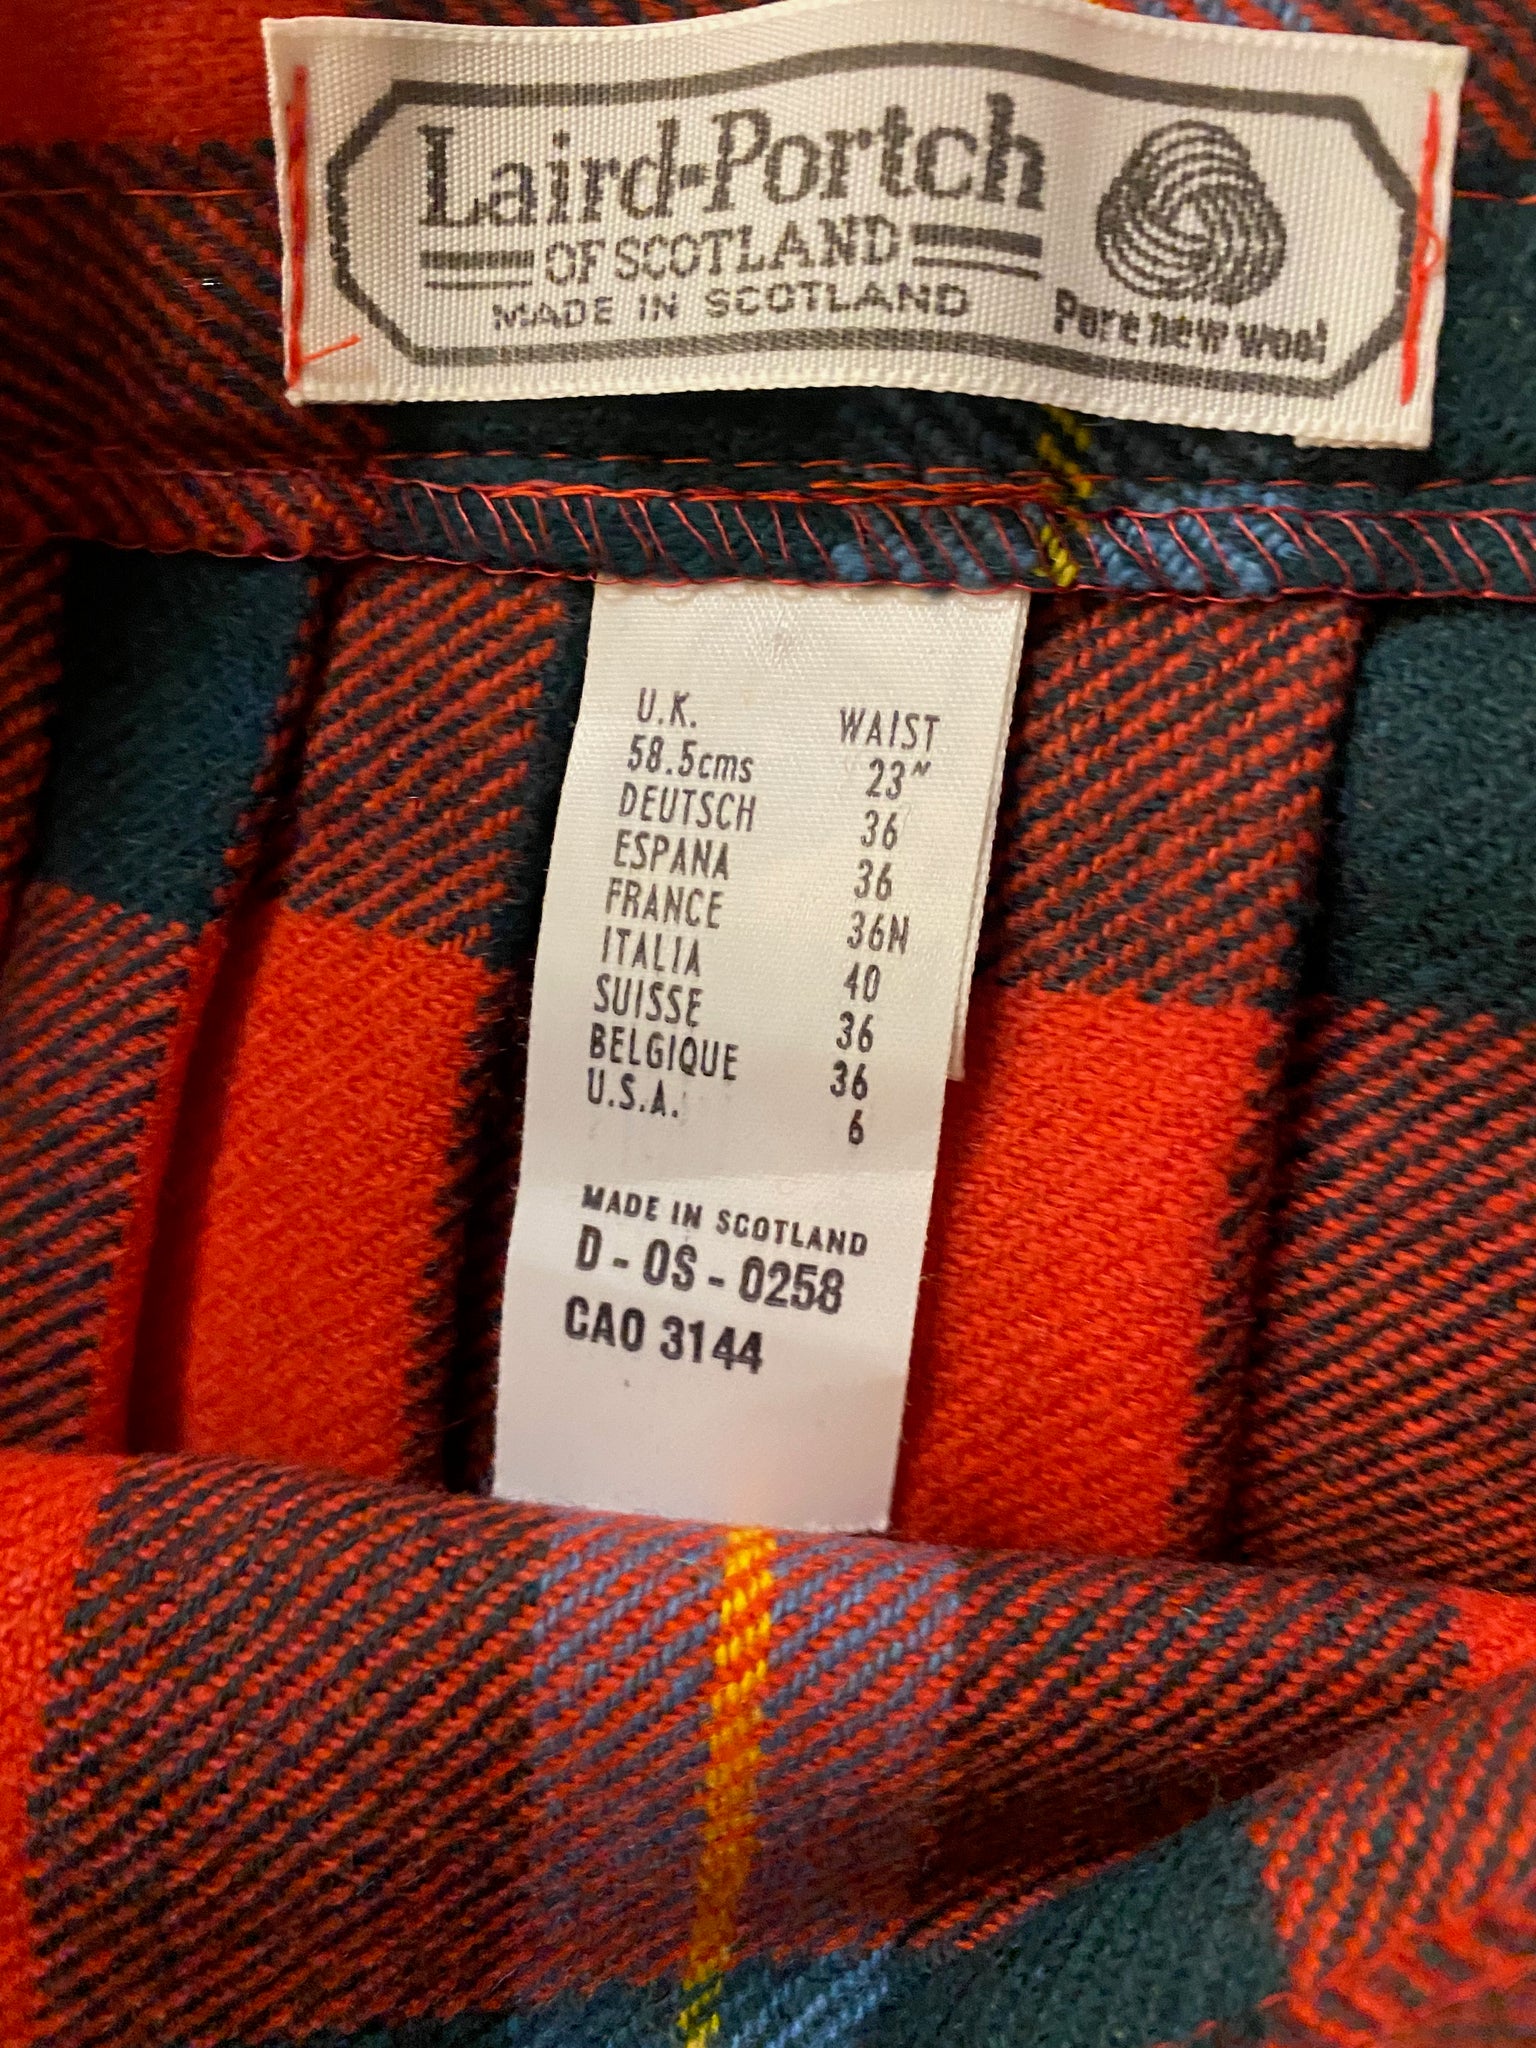 Laird-Portch
OF SCOTLAND
MADE IN SCOTLAND
Pure new wool
U.K. WAIST
58.5cms 23"
DEUTSCH 36
ESPANA 36
FRANCE 36N
ITALIA 40
SUISSE 36
BELGIQUE 36
U.S.A. 6
MADE IN SCOTLAND
D - OS - 0258
CAO 3144